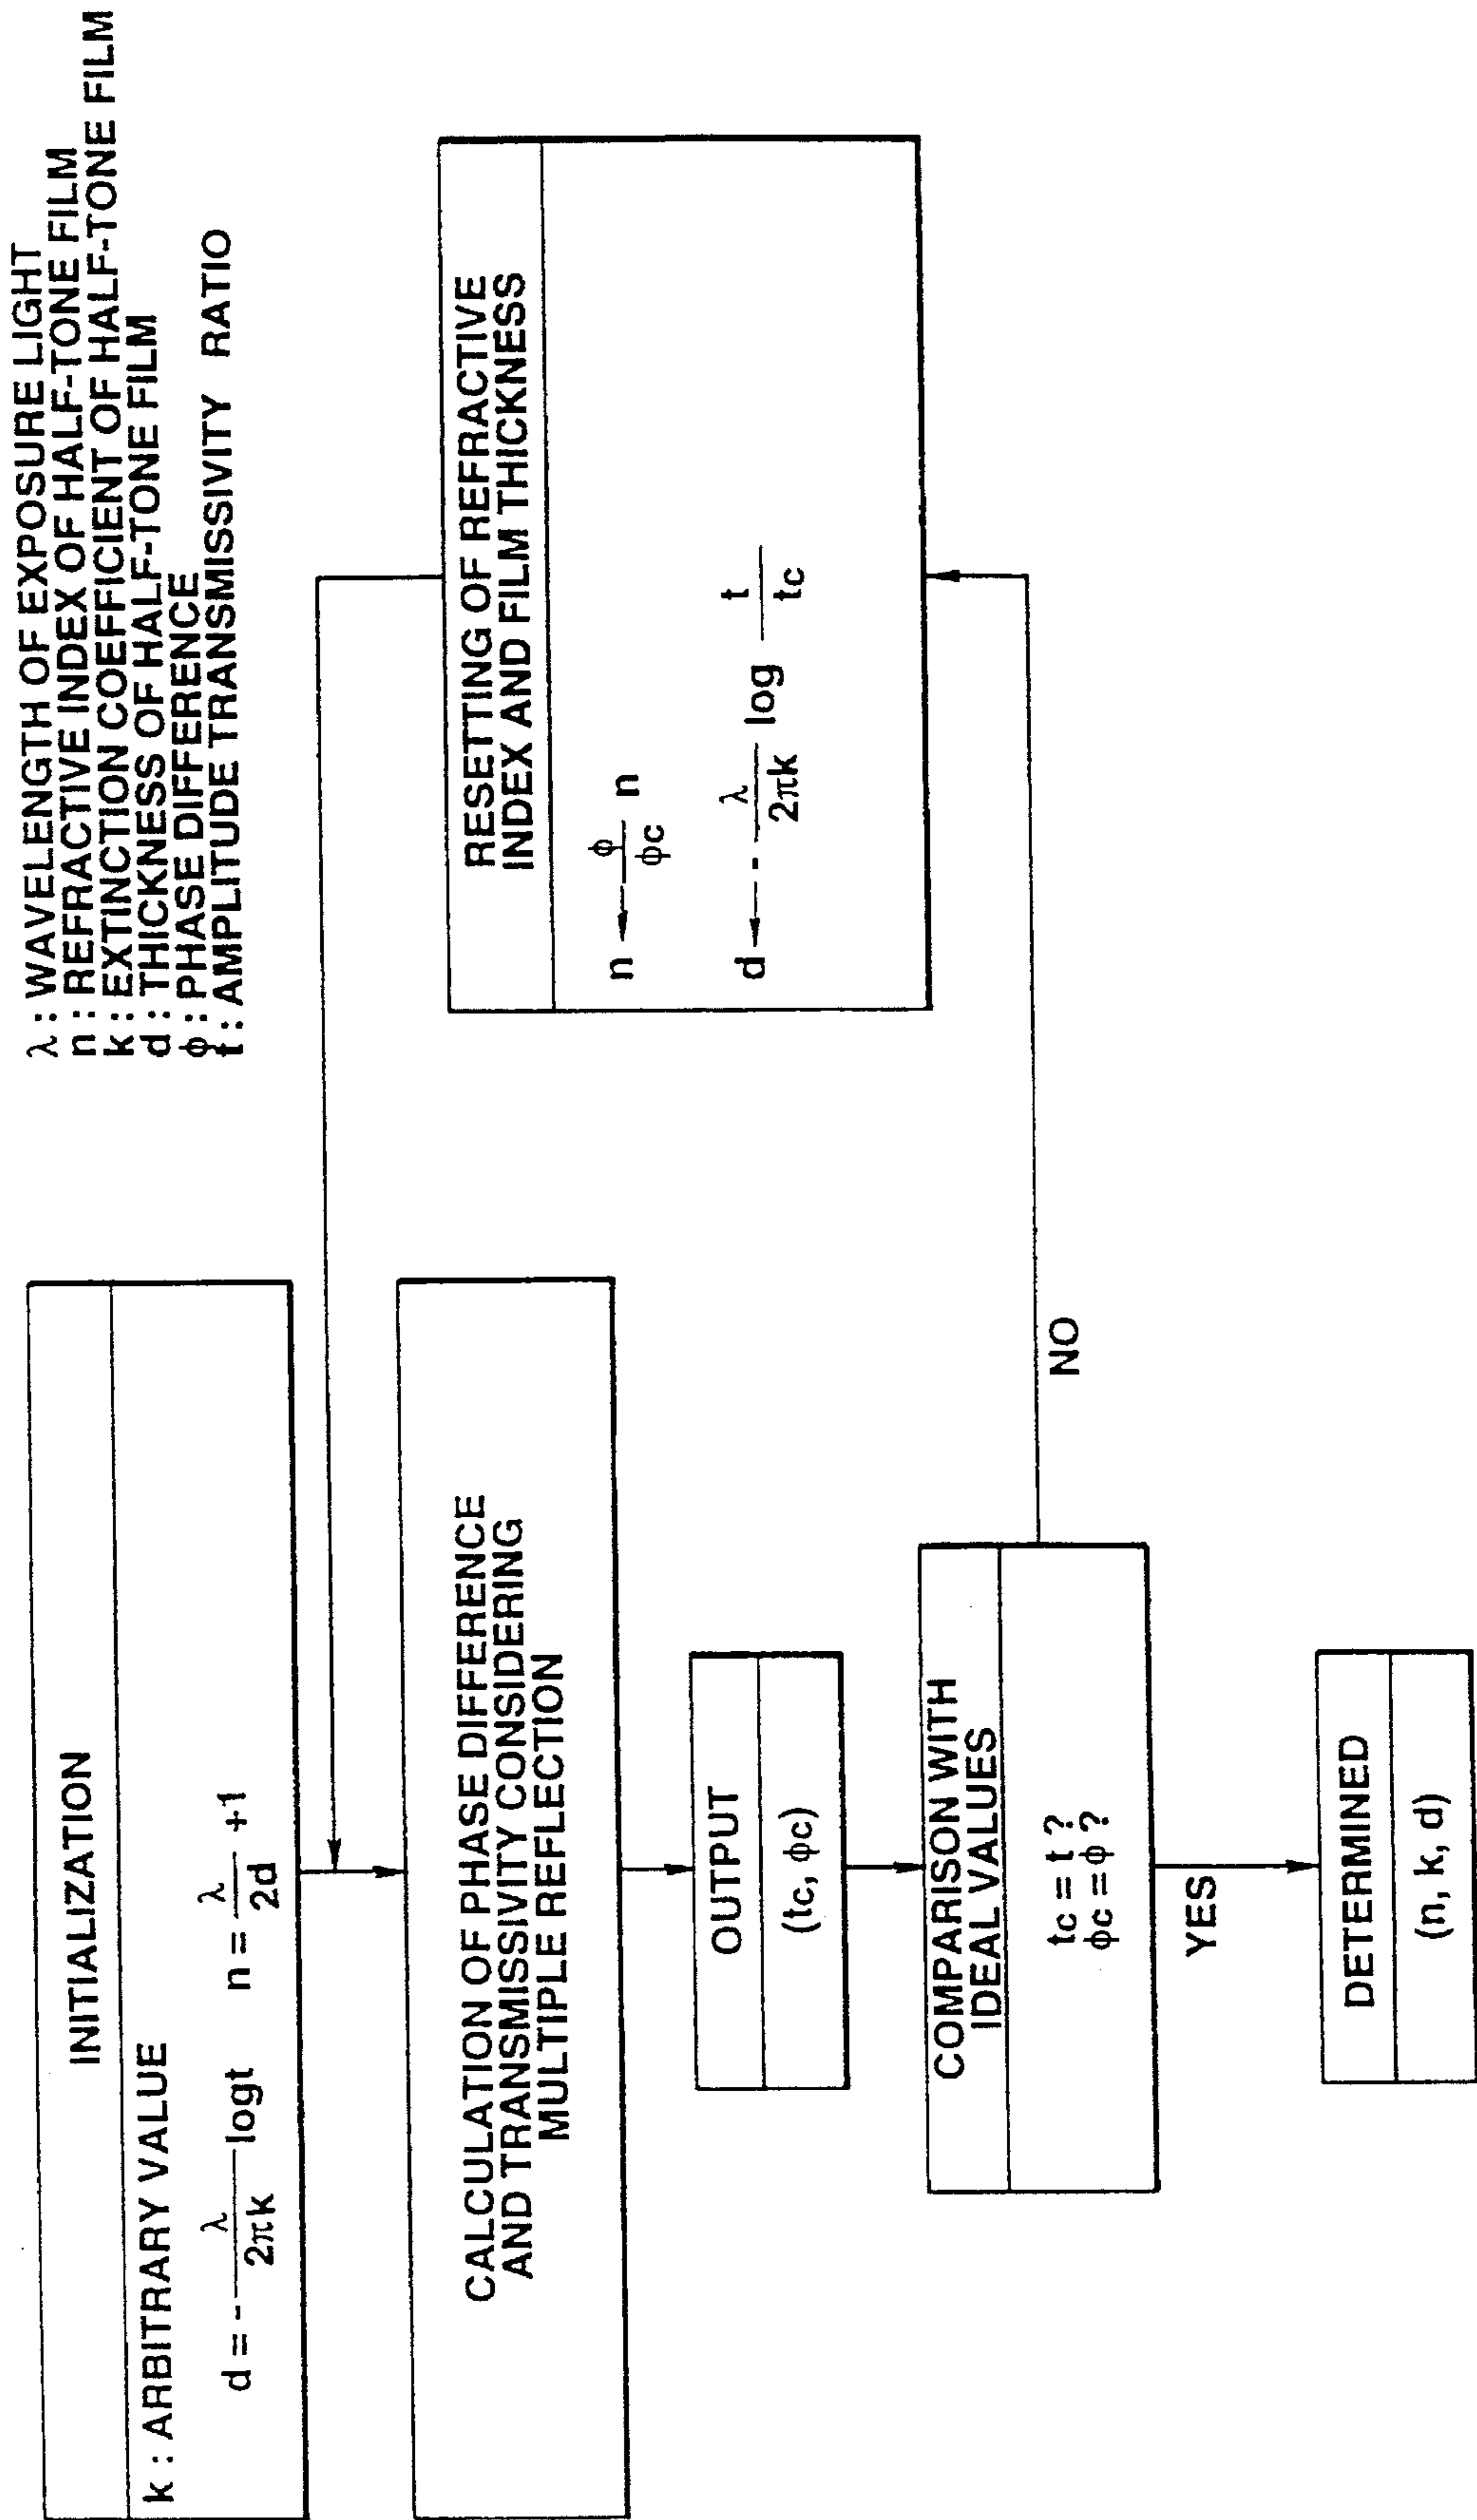 λ : WAVELENGTH OF EXPOSURE LIGHT
n : REFRACTIVE INDEX OF HALF-TONE FILM
k : EXTINCTION COEFFICIENT OF HALF-TONE FILM
d : THICKNESS OF HALF-TONE FILM
ϕ : PHASE DIFFERENCE
t : AMPLITUDE TRANSMISSIVITY RATIO
INITIALIZATION
k : ARBITRARY VALUE
d = - λ/2πk logt n = λ/2d +1
CALCULATION OF PHASE DIFFERENCE
AND TRANSMISSIVITY CONSIDERING
MULTIPLE REFLECTION
OUTPUT
(tc, ϕc)
COMPARISON WITH
IDEAL VALUES
tc = t ?
ϕc = ϕ ?
YES
NO
DETERMINED
(n, k, d)
RESETTING OF REFRACTIVE
INDEX AND FILM THICKNESS
n ← ϕ/ϕc n
d ← - λ/2πk log t/tc